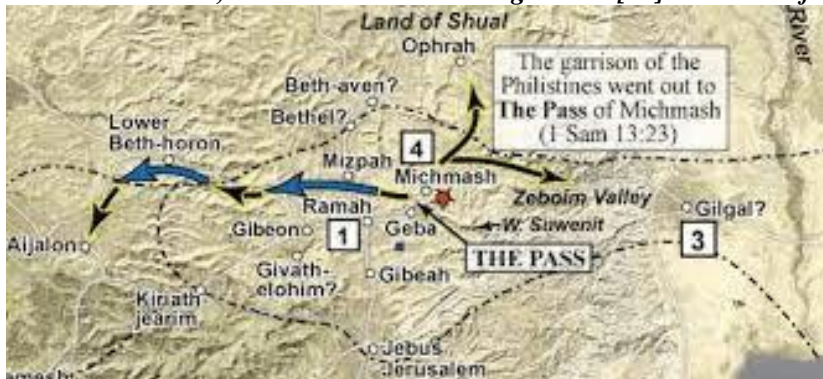 Land of Shual
River
Ophrah
The garrison of the
Philistines went out to
The Pass of Michmash
(1 Sam 13:23)
Beth-aven?
Bethel?
Lower
Beth-horon
4
Mizpah
Michmash
Zeboim Valley
Ramah
Gilgal?
Gibeon
1
Geba
W. Suwenit
3
Aijalon
THE PASS
Givath-
elohim?
Gibeah
Kiriath
jearim
Jebus
Jerusalem